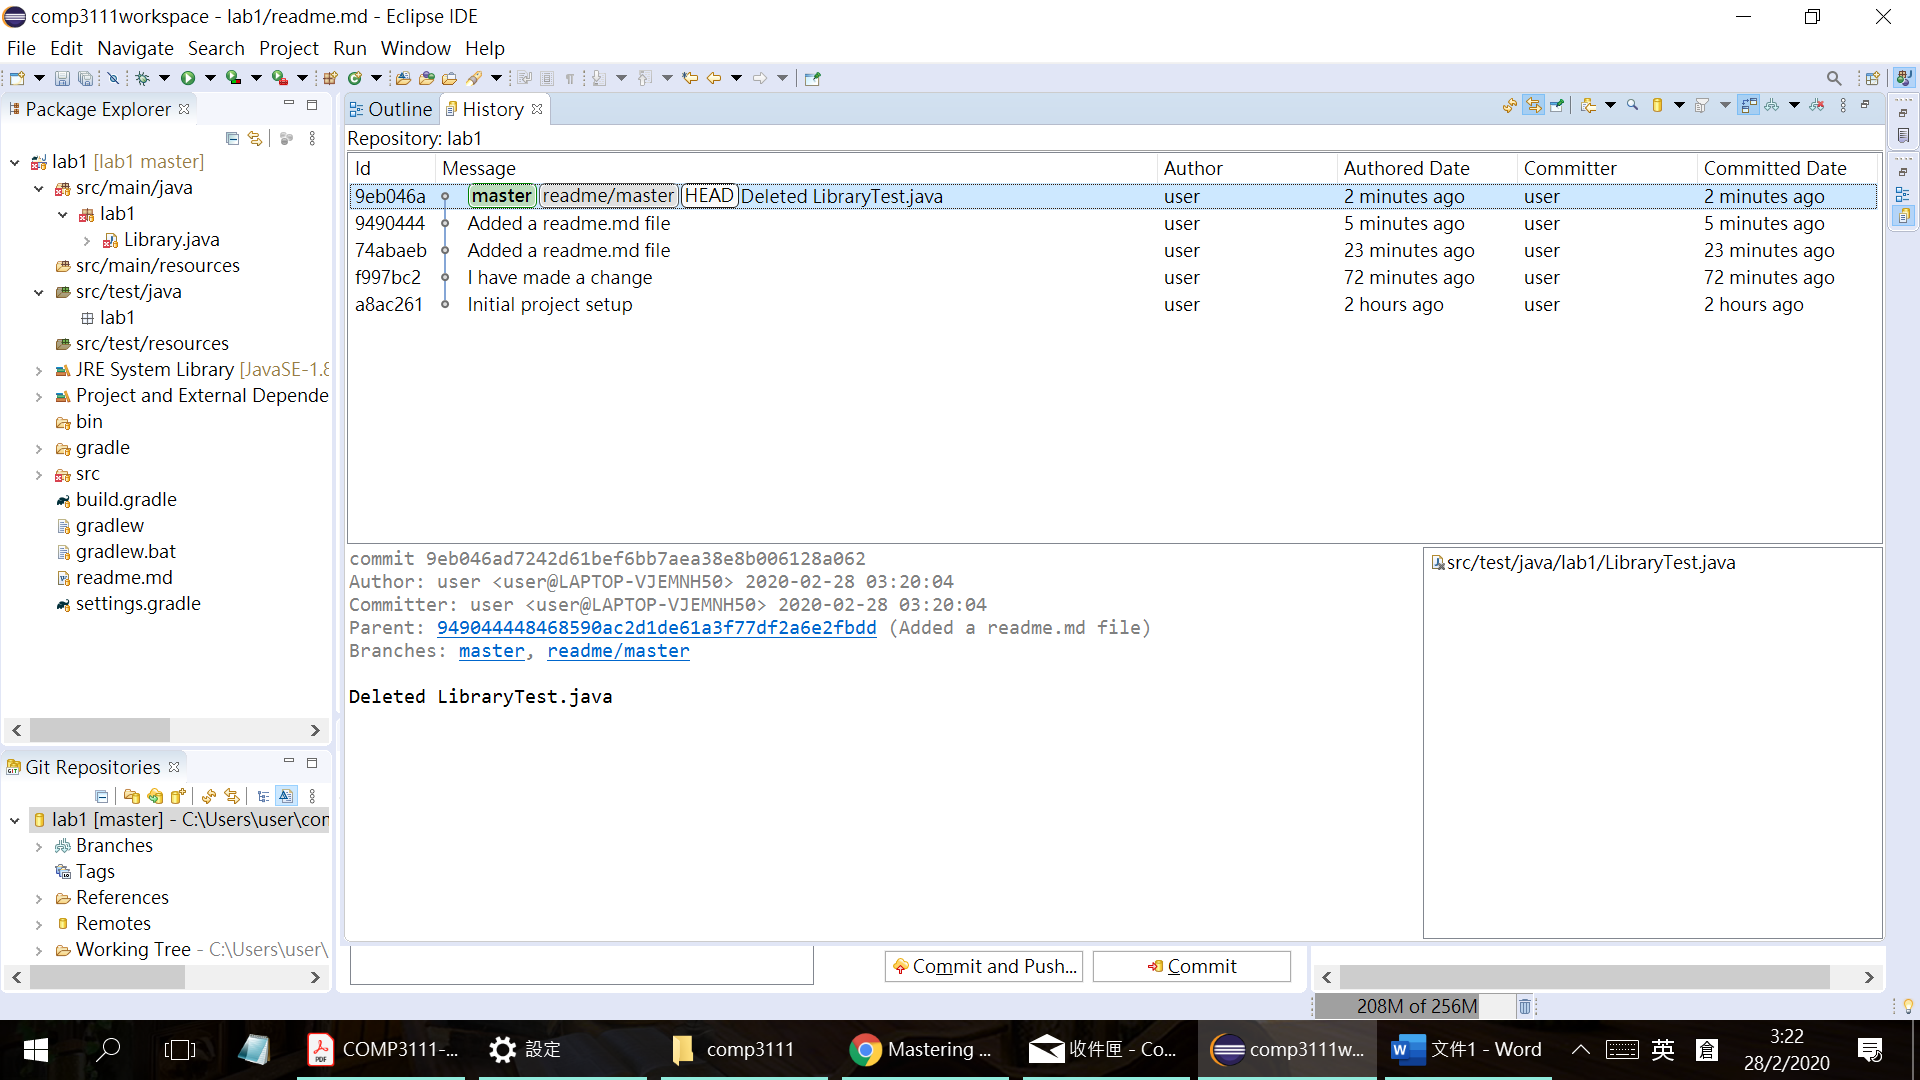 comp3111workspace - lab1/readme.md - Eclipse IDE
File Edit Navigate Search Project Run Window Help
Package Explorer
lab1 [lab1 master]
src/main/java
lab1
Library.java
src/main/resources
src/test/java
lab1
src/test/resources
JRE System Library [JavaSE-1.8
Project and External Depende
bin
gradle
src
build.gradle
gradlew
gradlew.bat
readme.md
settings.gradle
Git Repositories
lab1 [master] - C:\Users\user\con
Branches
Tags
References
Remotes
Working Tree - C:\Users\user\
Outline History
Repository: lab1
Id Message Author Authored Date Committer Committed Date
9eb046a master readme/master HEAD Deleted LibraryTest.java user 2 minutes ago user 2 minutes ago
9490444 Added a readme.md file user 5 minutes ago user 5 minutes ago
74abaeb Added a readme.md file user 23 minutes ago user 23 minutes ago
f997bc2 I have made a change user 72 minutes ago user 72 minutes ago
a8ac261 Initial project setup user 2 hours ago user 2 hours ago
commit 9eb046ad7242d61bef6bb7aea38e8b006128a062
Author: user <user@LAPTOP-VJEMNH50> 2020-02-28 03:20:04
Committer: user <user@LAPTOP-VJEMNH50> 2020-02-28 03:20:04
Parent: 949044448468590ac2d1de61a3f77df2a6e2fbdd (Added a readme.md file)
Branches: master, readme/master
Deleted LibraryTest.java
src/test/java/lab1/LibraryTest.java
Commit and Push... Commit
208M of 256M
COMP3111-... 設定 comp3111 Mastering ... 收件匣 - Co... comp3111w... 文件1 - Word 英 倉 3:22
28/2/2020